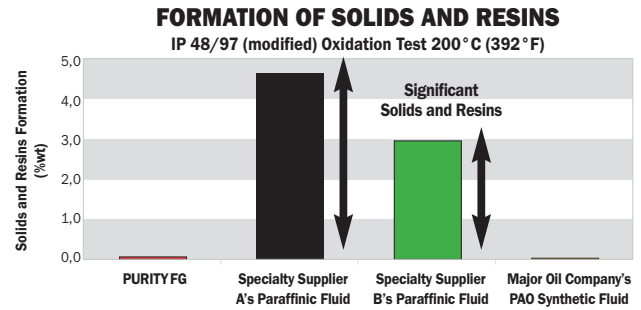 FORMATION OF SOLIDS AND RESINS
IP 48/97 (modified) Oxidation Test 200°C (392°F)
Solids and Resins Formation
(%wt)
5,0
4,0
3,0
2,0
1,0
0,0
Significant
Solids and Resins
PURITY FG
Specialty Supplier
A's Paraffinic Fluid
Specialty Supplier
B's Paraffinic Fluid
Major Oil Company's
PAO Synthetic Fluid